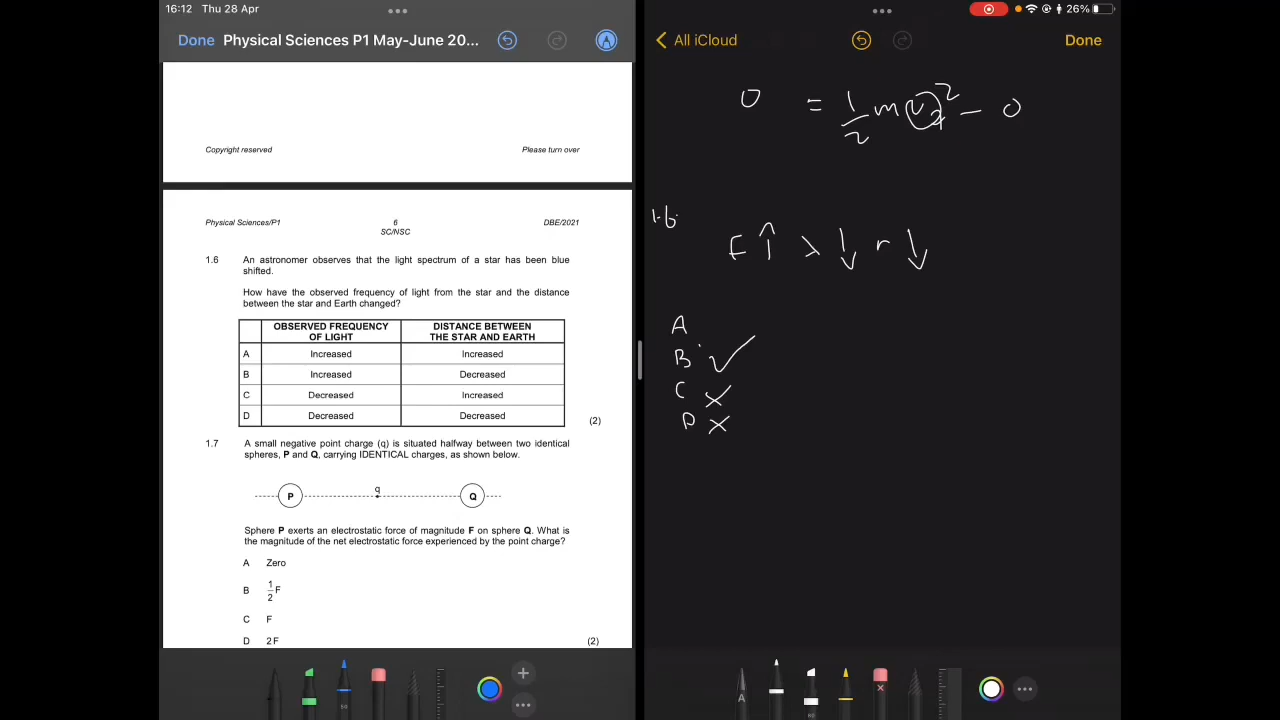 16:12 Thu 28 Apr
26%
Done Physical Sciences P1 May-June 20...
Copyright reserved Please turn over
Physical Sciences/P1 6 DBE/2021
SC/NSC
1.6 An astronomer observes that the light spectrum of a star has been blue
shifted.
How have the observed frequency of light from the star and the distance
between the star and Earth changed?
OBSERVED FREQUENCY OF LIGHT DISTANCE BETWEEN THE STAR AND EARTH
A Increased Increased
B Increased Decreased
C Decreased Increased
D Decreased Decreased
(2)
1.7 A small negative point charge (q) is situated halfway between two identical
spheres, P and Q, carrying IDENTICAL charges, as shown below.
P q Q
Sphere P exerts an electrostatic force of magnitude F on sphere Q. What is
the magnitude of the net electrostatic force experienced by the point charge?
A Zero
B 1/2 F
C F
D 2F (2)
All iCloud Done
0 = 1/2 m v₂² - 0
1.6
f ↑ λ ↓ r ↓
A
B ✓
C ×
D ×